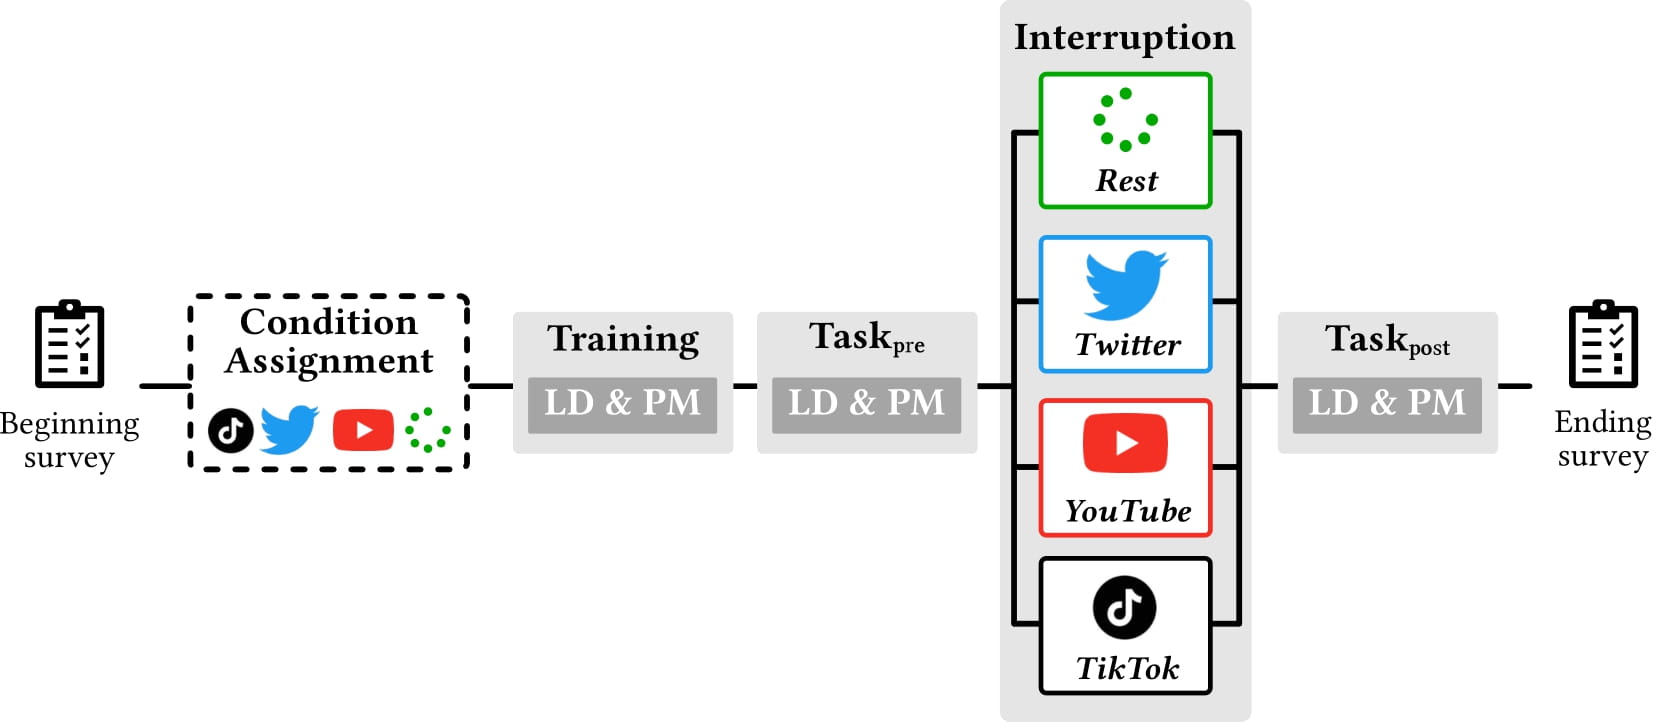 Beginning
survey
Condition
Assignment
Training
LD & PM
Task pre
LD & PM
Interruption
Rest
Twitter
YouTube
TikTok
Task post
LD & PM
Ending
survey